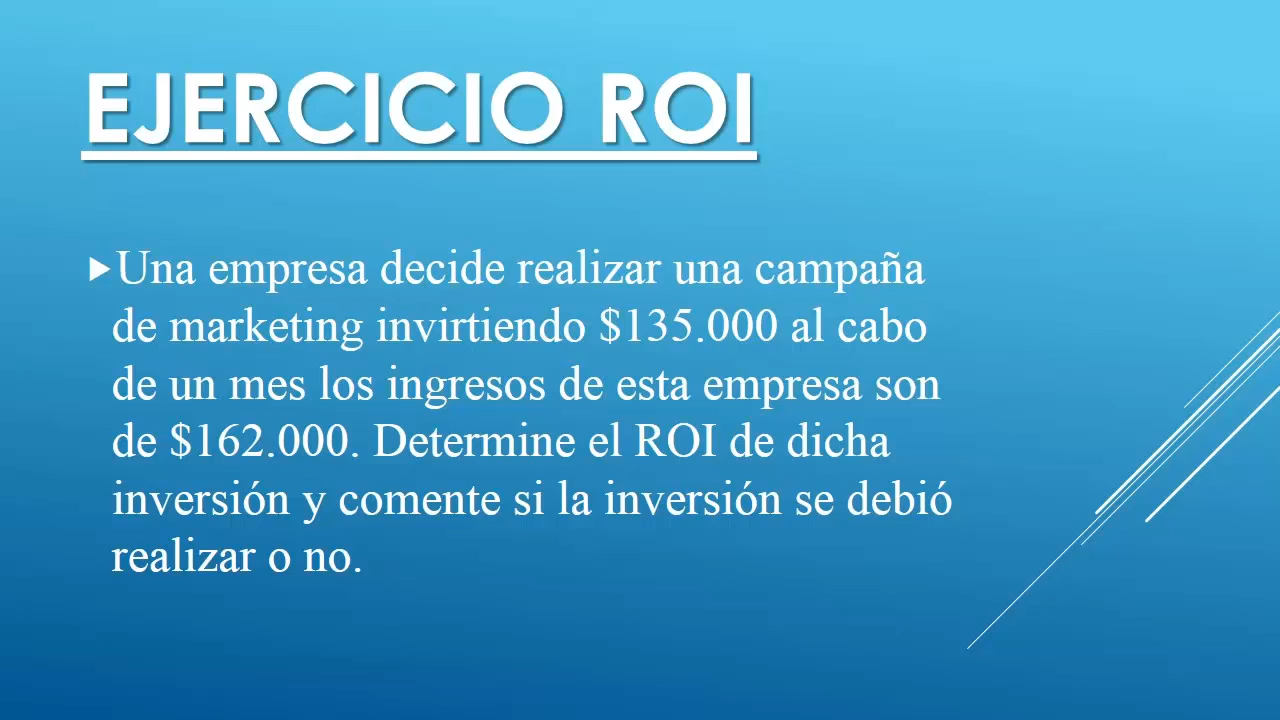 EJERCICIO ROI
Una empresa decide realizar una campaña
de marketing invirtiendo $135.000 al cabo
de un mes los ingresos de esta empresa son
de $162.000. Determine el ROI de dicha
inversión y comente si la inversión se debió
realizar o no.